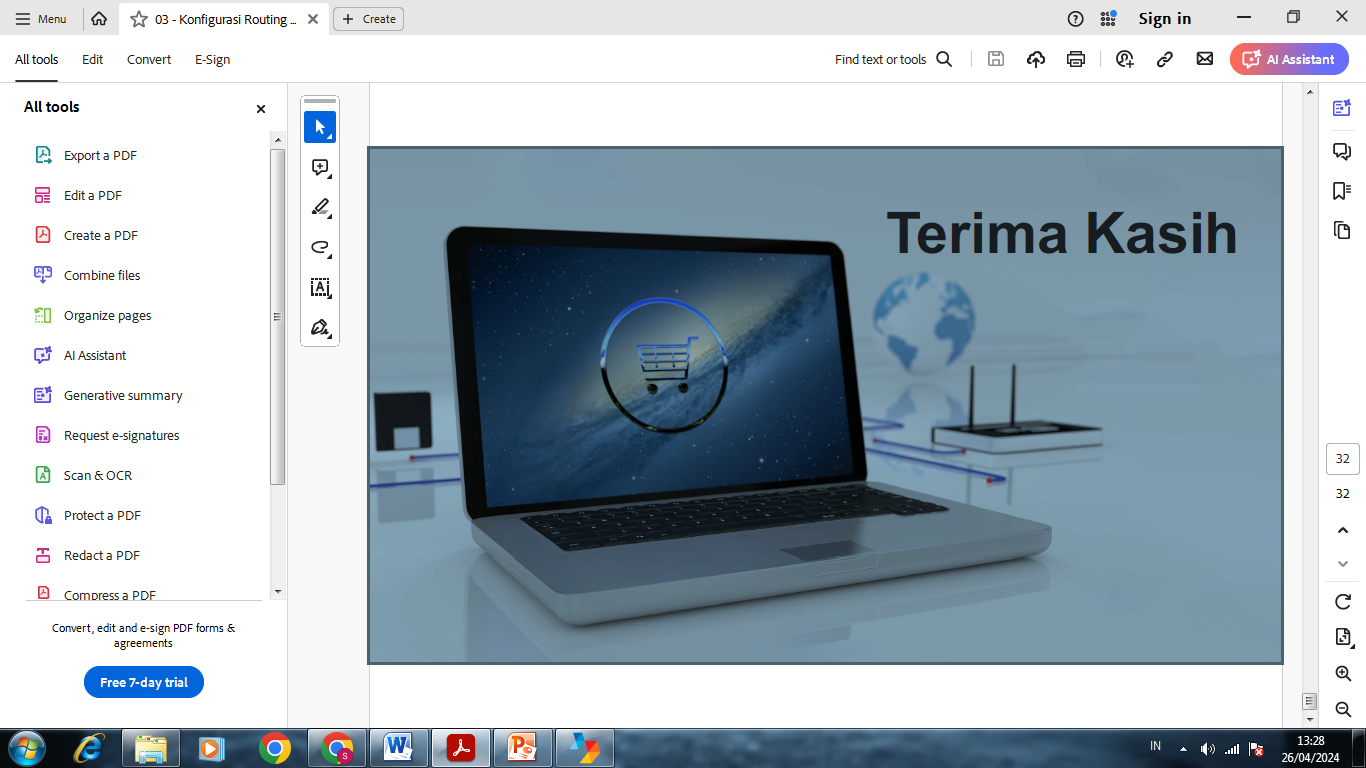 Menu
03 - Konfigurasi Routing ...
Create
Sign in
All tools
Edit
Convert
E-Sign
Find text or tools
AI Assistant
All tools
Export a PDF
Edit a PDF
Create a PDF
Combine files
Organize pages
AI Assistant
Generative summary
Request e-signatures
Scan & OCR
Protect a PDF
Redact a PDF
Compress a PDF
Convert, edit and e-sign PDF forms &
agreements
Free 7-day trial
Terima Kasih
32
32
IN
13:28
26/04/2024